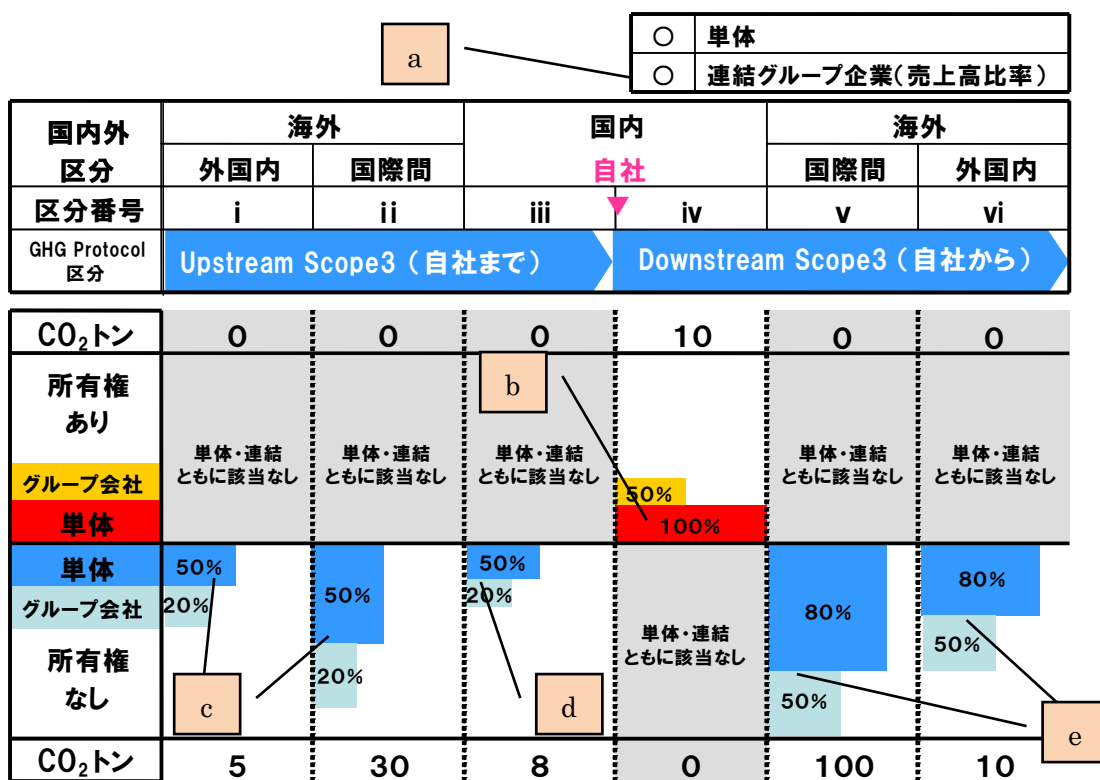 a
○ 単体
○ 連結グループ企業(売上高比率)
国内外
区分
海外
国内
海外
外国内
国際間
自社
国際間
外国内
区分番号
i
ii
iii
iv
v
vi
GHG Protocol
区分
Upstream Scope3 (自社まで)
Downstream Scope3 (自社から)
CO₂トン
0
0
0
10
0
0
所有権
あり
単体・連結
ともに該当なし
単体・連結
ともに該当なし
b
単体・連結
ともに該当なし
単体・連結
ともに該当なし
単体・連結
ともに該当なし
グループ会社
50%
単体
100%
単体
50%
50%
50%
80%
80%
グループ会社
20%
20%
20%
単体・連結
ともに該当なし
50%
50%
所有権
なし
c
d
e
CO₂トン
5
30
8
0
100
10